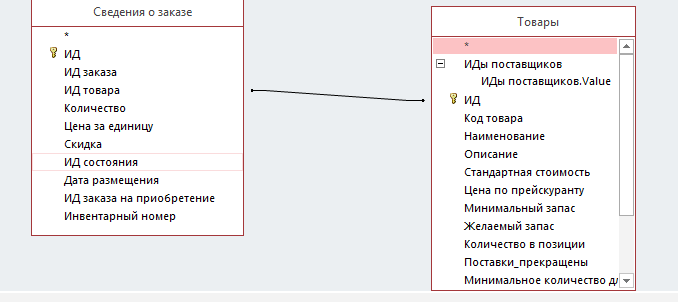 Сведения о заказе
*
ИД
ИД заказа
ИД товара
Количество
Цена за единицу
Скидка
ИД состояния
Дата размещения
ИД заказа на приобретение
Инвентарный номер
Товары
*
ИДы поставщиков
ИДы поставщиков.Value
ИД
Код товара
Наименование
Описание
Стандартная стоимость
Цена по прейскуранту
Минимальный запас
Желаемый запас
Количество в позиции
Поставки_прекращены
Минимальное количество дл